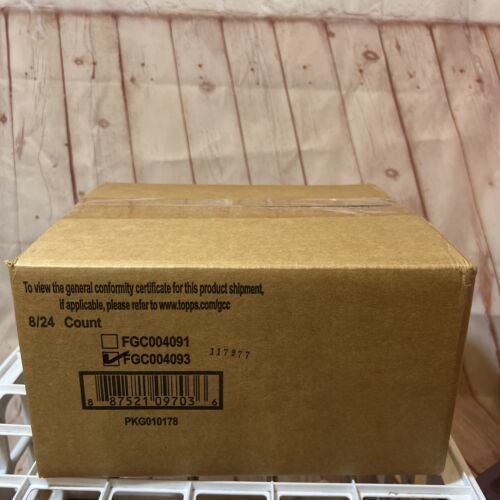 To view the general conformity certificate for this product shipment,
if applicable, please refer to www.topps.com/gcc
8/24 Count
FGC004091
FGC004093 117977
8 87521 09703 6
PKG010178